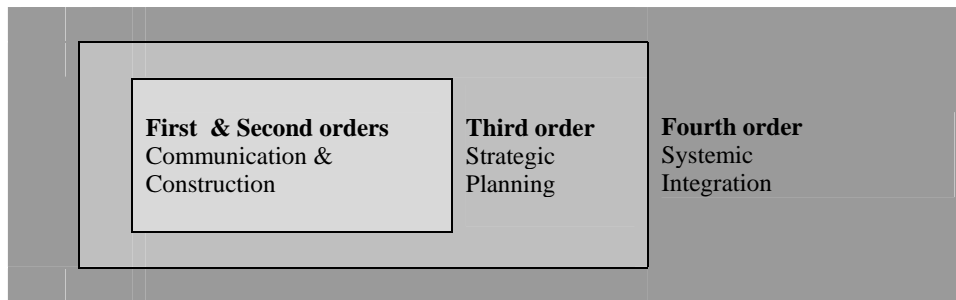 First & Second orders
Communication &
Construction
Third order
Strategic
Planning
Fourth order
Systemic
Integration